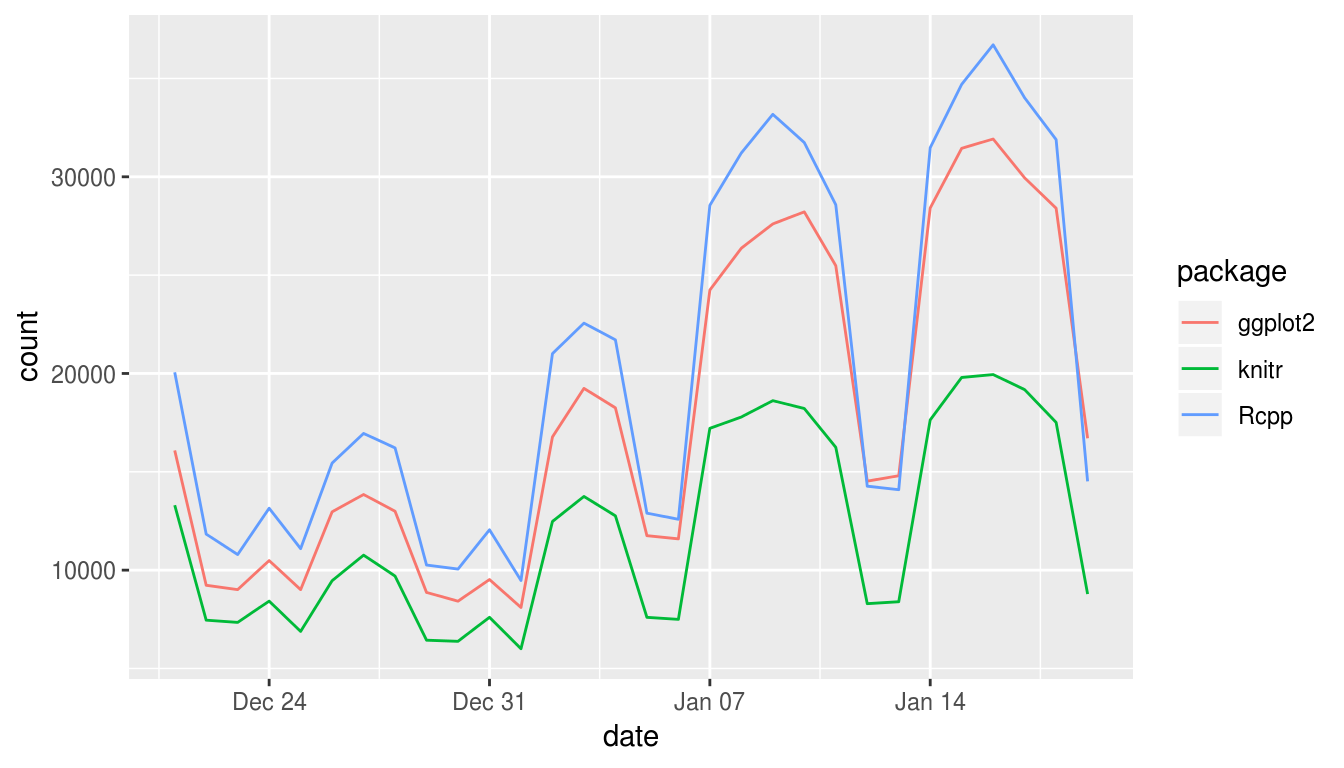 count
30000
20000
10000
Dec 24
Dec 31
Jan 07
Jan 14
date
package
ggplot2
knitr
Rcpp